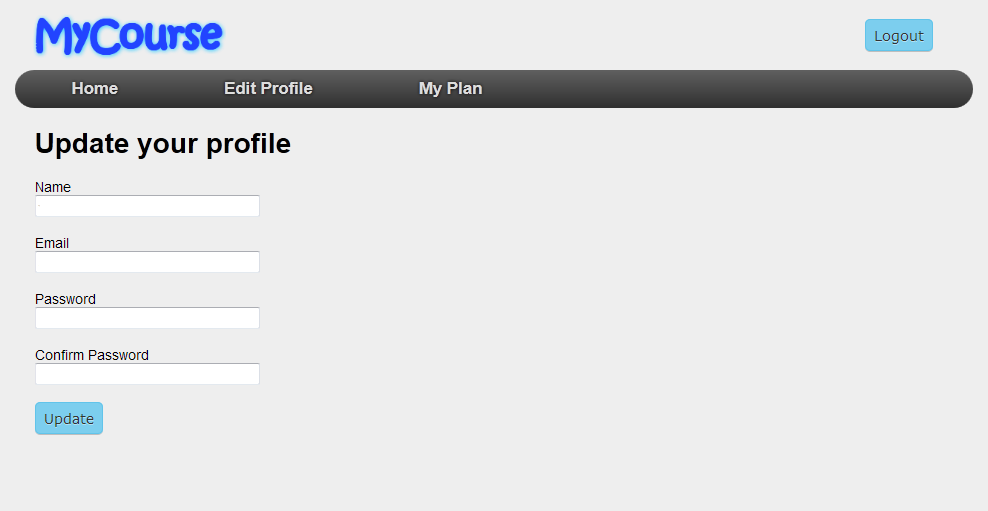 MyCourse
Logout
Home Edit Profile My Plan
Update your profile
Name
Email
Password
Confirm Password
Update